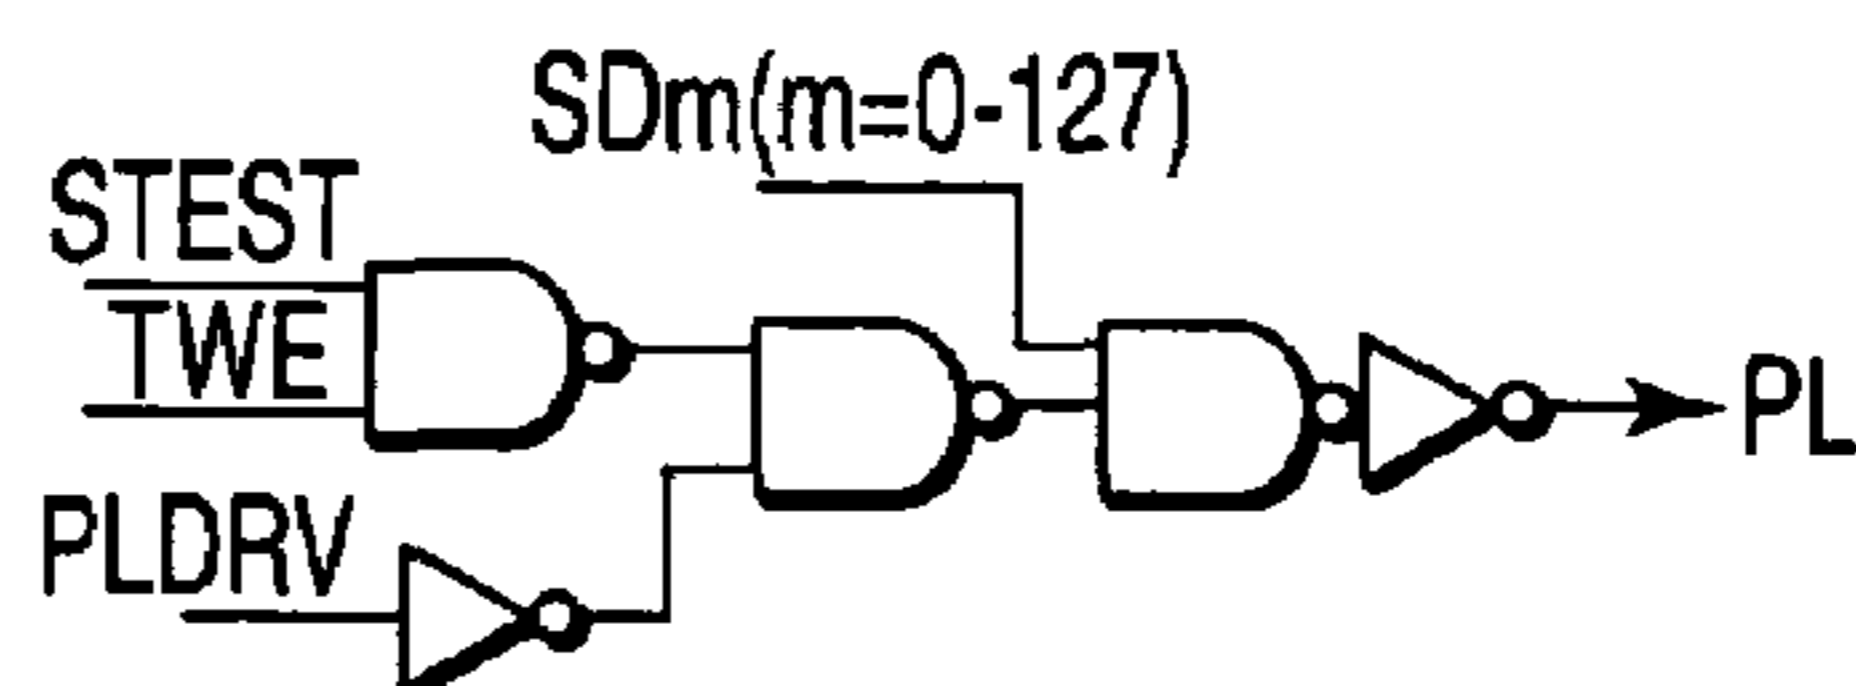 SDm(m=0-127)
STEST
TWE
PLDRV
PL